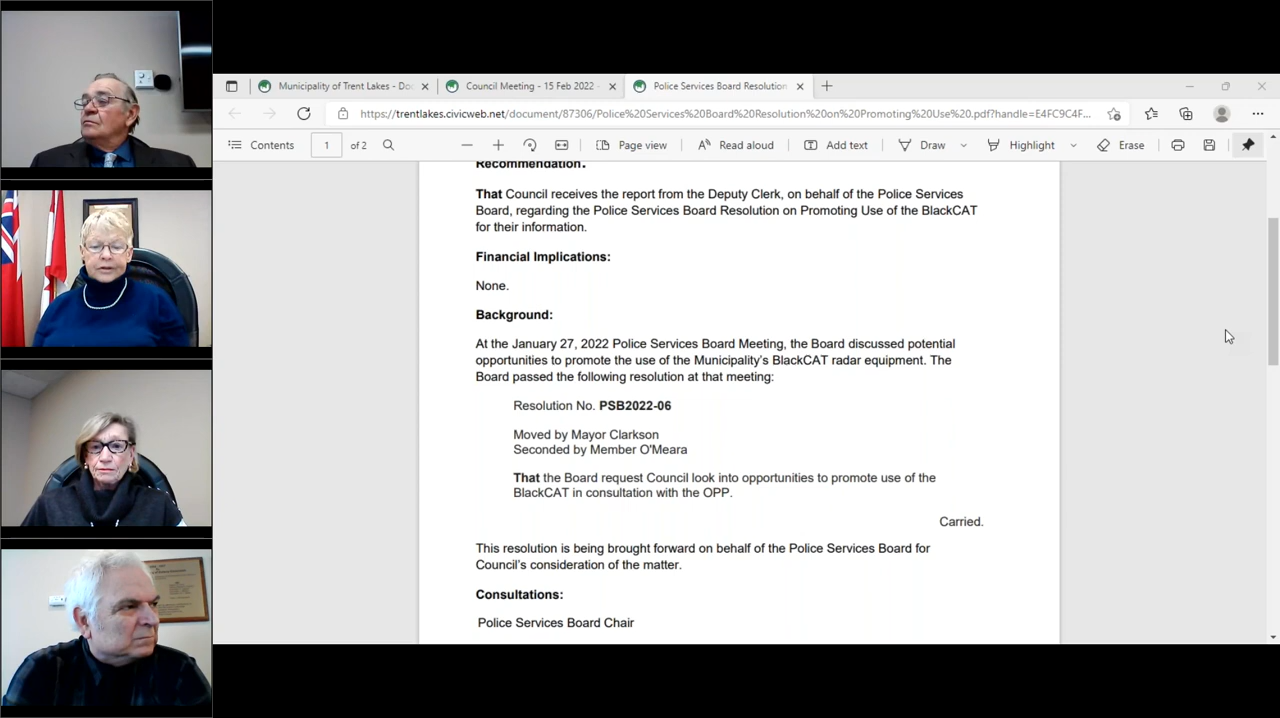 Municipality of Trent Lakes - Doc
Council Meeting - 15 Feb 2022 -
Police Services Board Resolution
https://trentlakes.civicweb.net/document/87306/Police%20Services%20Board%20Resolution%20on%20Promoting%20Use%20.pdf?handle=E4FC9C4F...
Contents
1 of 2
Page view
Read aloud
Add text
Draw
Highlight
Erase
Recommendation:
That Council receives the report from the Deputy Clerk, on behalf of the Police Services
Board, regarding the Police Services Board Resolution on Promoting Use of the BlackCAT
for their information.
Financial Implications:
None.
Background:
At the January 27, 2022 Police Services Board Meeting, the Board discussed potential
opportunities to promote the use of the Municipality's BlackCAT radar equipment. The
Board passed the following resolution at that meeting:
Resolution No. PSB2022-06
Moved by Mayor Clarkson
Seconded by Member O'Meara
That the Board request Council look into opportunities to promote use of the
BlackCAT in consultation with the OPP.
Carried.
This resolution is being brought forward on behalf of the Police Services Board for
Council's consideration of the matter.
Consultations:
Police Services Board Chair